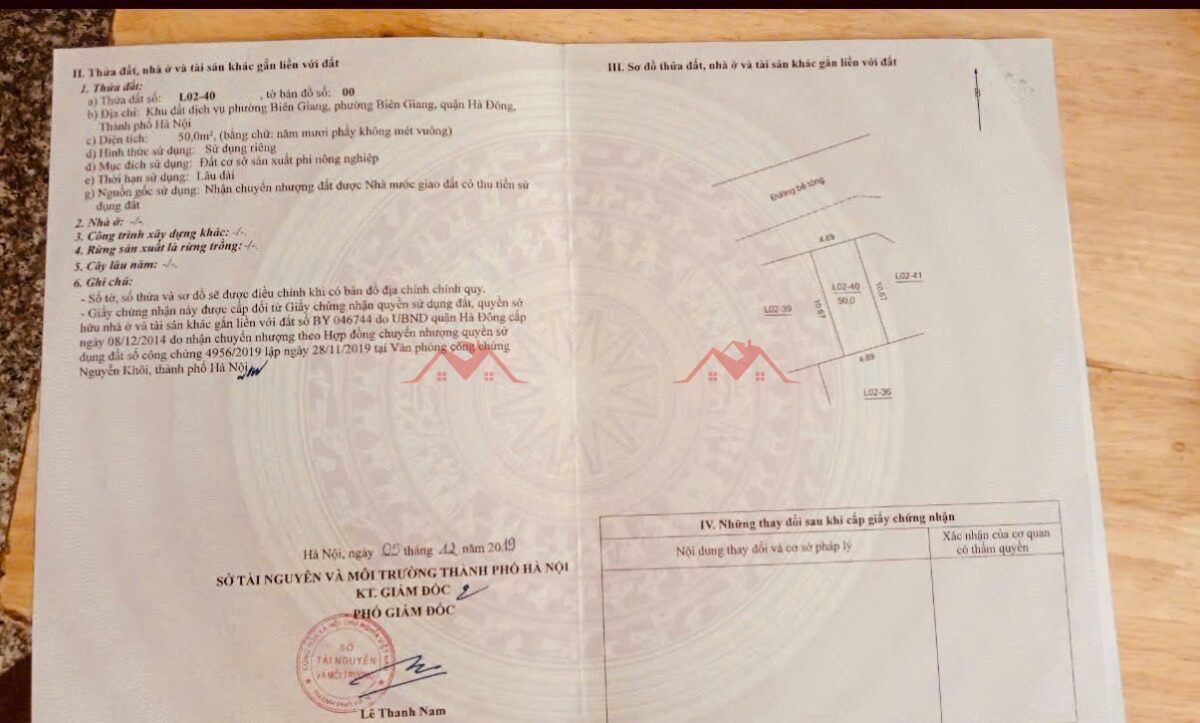 II. Thửa đất, nhà ở và tài sản khác gắn liền với đất
1. Thửa đất:
a) Thửa đất số: L02-40 , tờ bản đồ số: 00
b) Địa chỉ: Khu đất dịch vụ phường Biên Giang, phường Biên Giang, quận Hà Đông,
Thành phố Hà Nội
c) Diện tích: 50,0m², (bằng chữ: năm mươi phẩy không mét vuông)
d) Hình thức sử dụng: Sử dụng riêng
đ) Mục đích sử dụng: Đất cơ sở sản xuất phi nông nghiệp
e) Thời hạn sử dụng: Lâu dài
g) Nguồn gốc sử dụng: Nhận chuyển nhượng đất được Nhà nước giao đất có thu tiền sử
dụng đất
2. Nhà ở: -/-.
3. Công trình xây dựng khác: -/-.
4. Rừng sản xuất là rừng trồng: -/-.
5. Cây lâu năm: -/-.
6. Ghi chú:
- Số tờ, số thửa và sơ đồ sẽ được điều chỉnh khi có bản đồ địa chính chính quy.
- Giấy chứng nhận này được cấp đổi từ Giấy chứng nhận quyền sử dụng đất, quyền sở
hữu nhà ở và tài sản khác gắn liền với đất số BY 046744 do UBND quận Hà Đông cấp
ngày 08/12/2014 do nhận chuyển nhượng theo Hợp đồng chuyển nhượng quyền sử
dụng đất số công chứng 4956/2019 lập ngày 28/11/2019 tại Văn phòng công chứng
Nguyễn Khôi, thành phố Hà Nội
Hà Nội, ngày 05 tháng 12 năm 2019
SỞ TÀI NGUYÊN VÀ MÔI TRƯỜNG THÀNH PHỐ HÀ NỘI
KT. GIÁM ĐỐC
PHÓ GIÁM ĐỐC
SỞ
TÀI NGUYÊN
VÀ MÔI TRƯỜNG
Lê Thanh Nam
III. Sơ đồ thửa đất, nhà ở và tài sản khác gắn liền với đất
B
Đường bê tông
4.69
L02-41
L02-40
50,0
10.67
10.67
L02-39
4.69
L02-36
IV. Những thay đổi sau khi cấp giấy chứng nhận
Nội dung thay đổi và cơ sở pháp lý
Xác nhận của cơ quan
có thẩm quyền